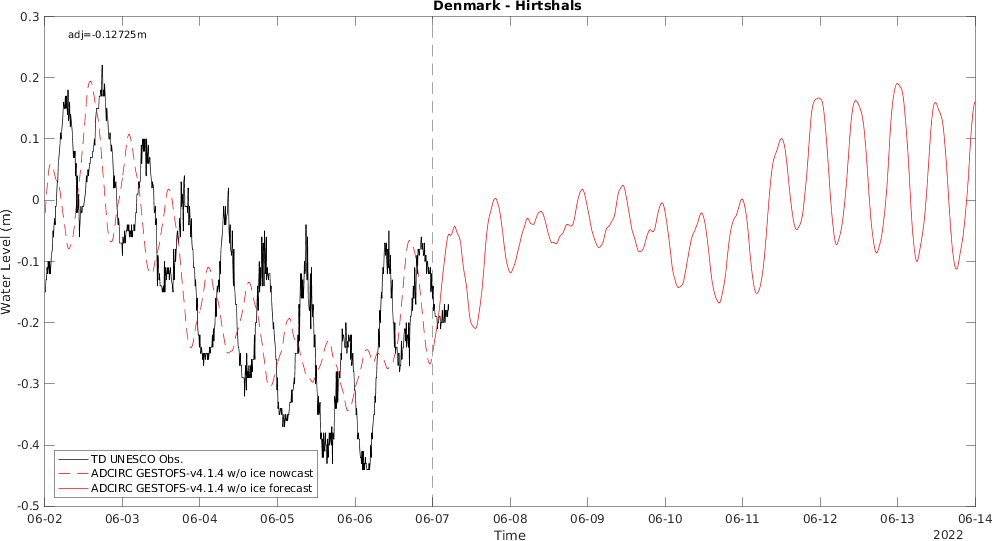 Denmark - Hirtshals
adj=-0.12725m
0.3
0.2
0.1
0
-0.1
-0.2
-0.3
-0.4
-0.5
Water Level (m)
TD UNESCO Obs.
ADCIRC GESTOFS-v4.1.4 w/o ice nowcast
ADCIRC GESTOFS-v4.1.4 w/o ice forecast
06-02 06-03 06-04 06-05 06-06 06-07 06-08 06-09 06-10 06-11 06-12 06-13 06-14
Time
2022